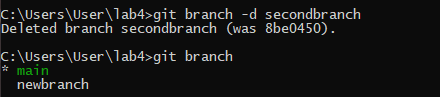 C:\Users\User\lab4>git branch -d secondbranch
Deleted branch secondbranch (was 8be0450).
C:\Users\User\lab4>git branch
* main
  newbranch